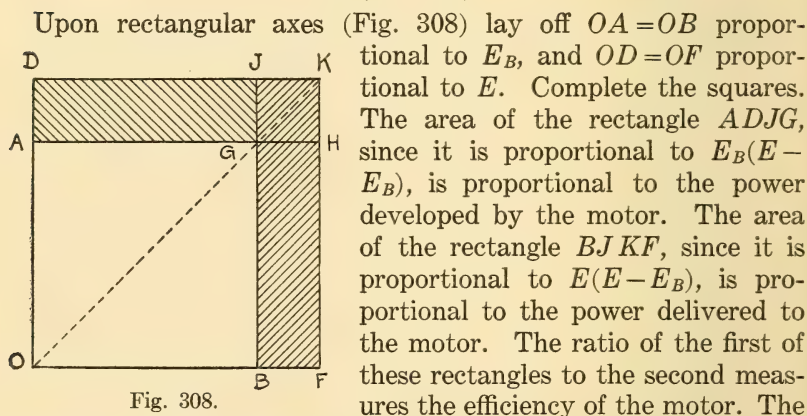 Upon rectangular axes (Fig. 308) lay off OA = OB propor-
tional to E_B, and OD = OF propor-
tional to E. Complete the squares.
The area of the rectangle ADJG,
since it is proportional to E_B(E −
E_B), is proportional to the power
developed by the motor. The area
of the rectangle BJKF, since it is
proportional to E(E − E_B), is pro-
portional to the power delivered to
the motor. The ratio of the first of
these rectangles to the second meas-
ures the efficiency of the motor. The
D J K
A G H
O B F
Fig. 308.